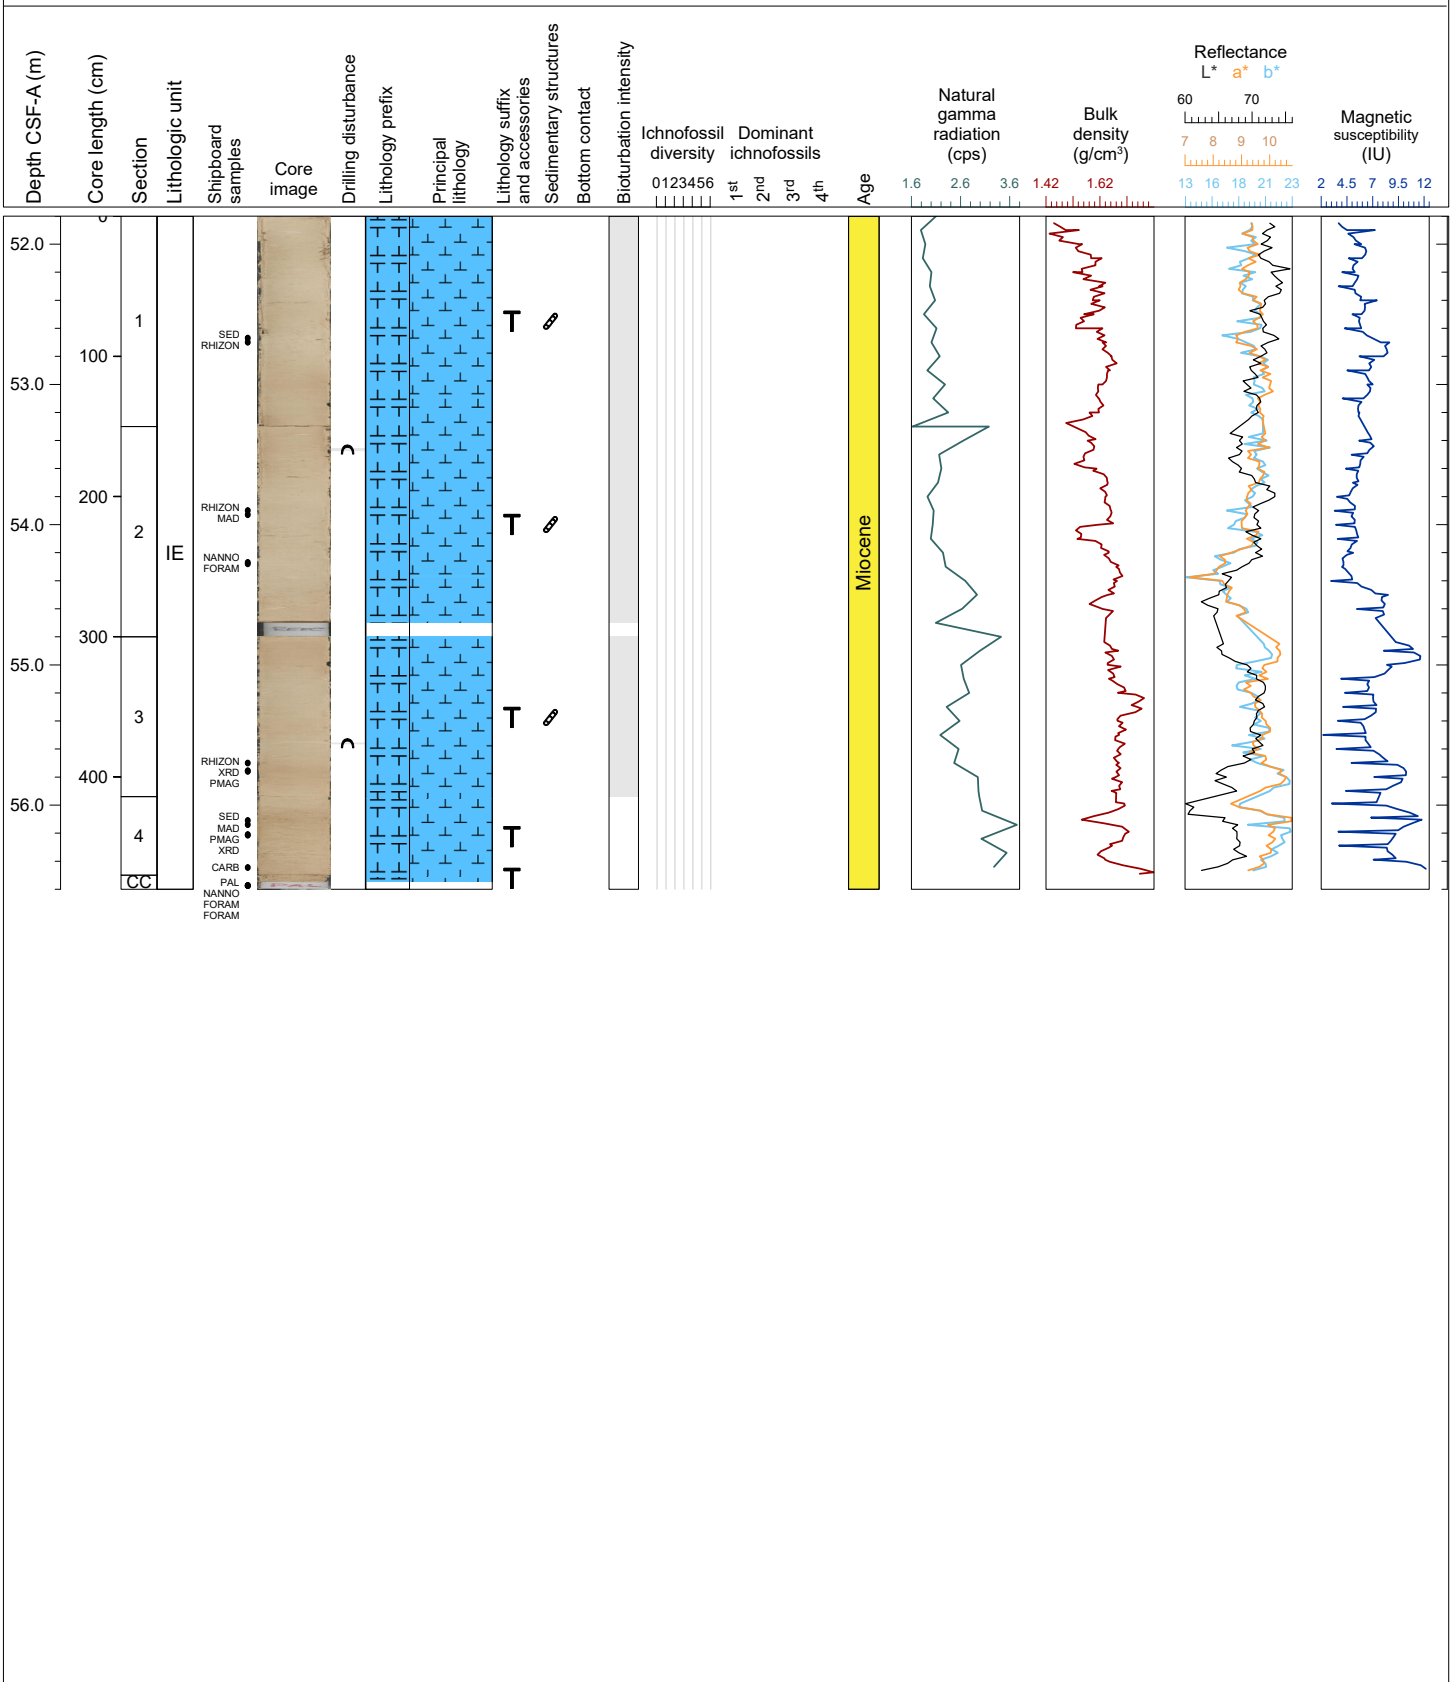 Depth CSF-A (m)
Core length (cm)
Section
Lithologic unit
Shipboard
samples
Core
image
Drilling disturbance
Lithology prefix
Principal
lithology
Lithology suffix
and accessories
Sedimentary structures
Bottom contact
Bioturbation intensity
Ichnofossil
diversity
0123456
Dominant
ichnofossils
1st
2nd
3rd
4th
Age
Natural
gamma
radiation
(cps)
1.6 2.6 3.6
Bulk
density
(g/cm³)
1.42 1.62
Reflectance
L* a* b*
60 70
7 8 9 10
13 16 18 21 23
Magnetic
susceptibility
(IU)
2 4.5 7 9.5 12
0
52.0
1
SED
RHIZON
100
53.0
200
RHIZON
MAD
54.0
2
IE
NANNO
FORAM
Miocene
300
55.0
3
RHIZON
XRD
PMAG
400
56.0
SED
MAD
PMAG
XRD
4
CARB
CC
PAL
NANNO
FORAM
FORAM